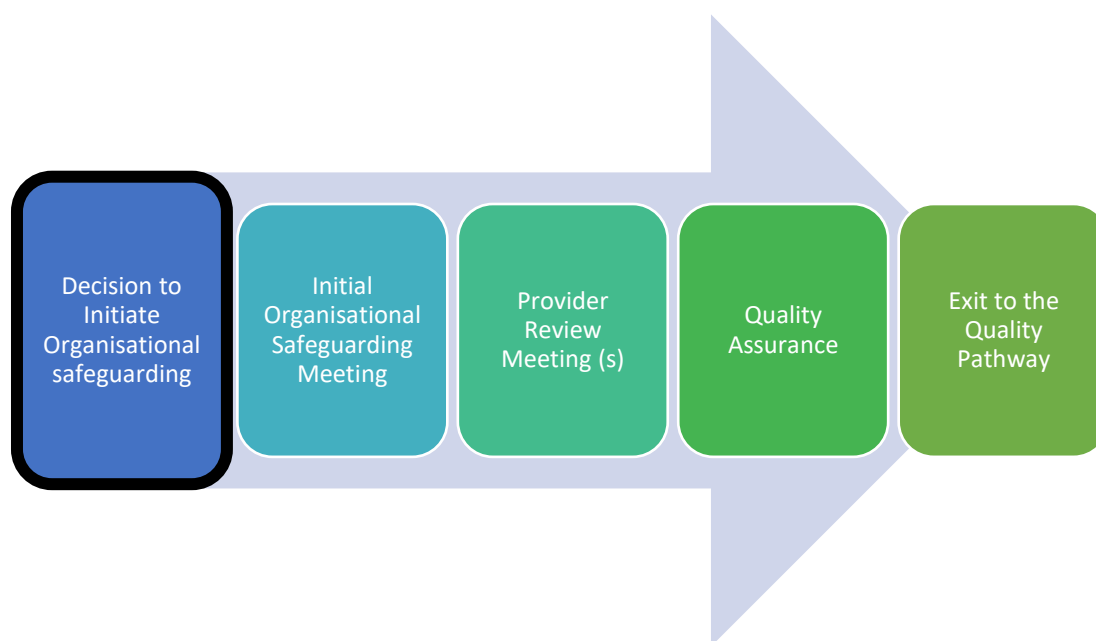 Decision to
Initiate
Organisational
safeguarding
Initial
Organisational
Safeguarding
Meeting
Provider
Review
Meeting (s)
Quality
Assurance
Exit to the
Quality
Pathway